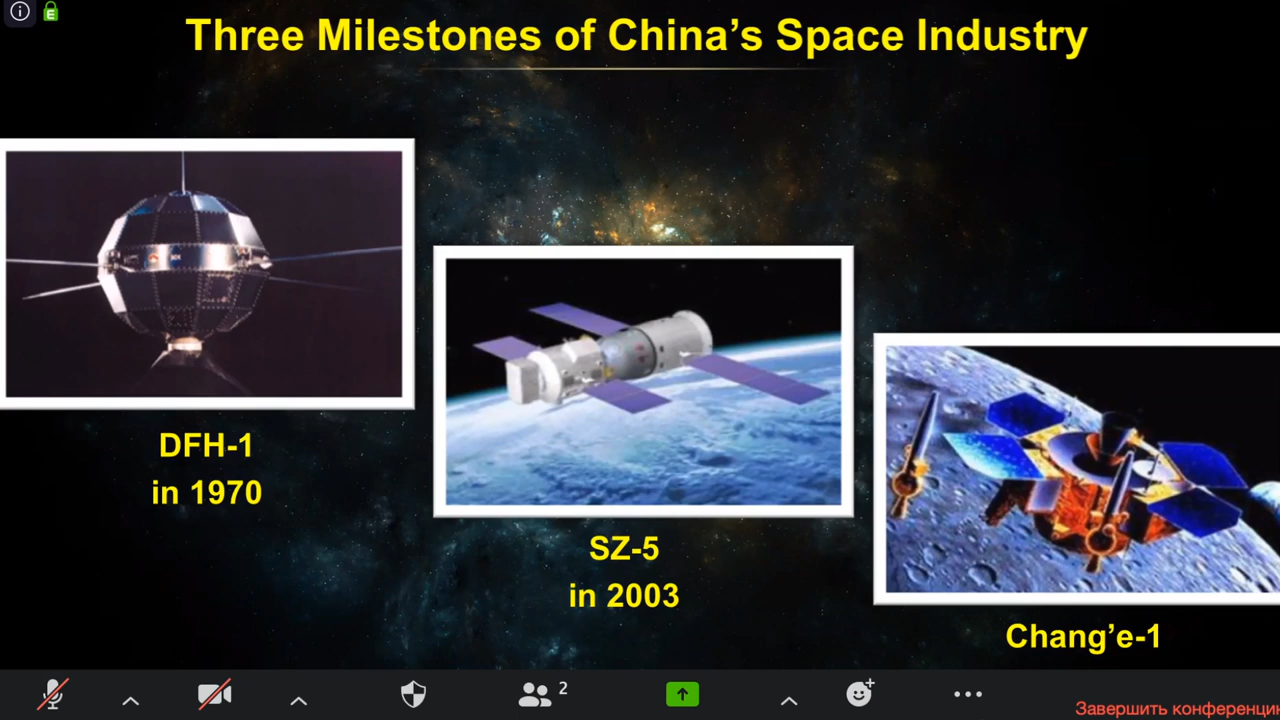 Three Milestones of China’s Space Industry
DFH-1
in 1970
SZ-5
in 2003
Chang’e-1
2
Завершить конференци